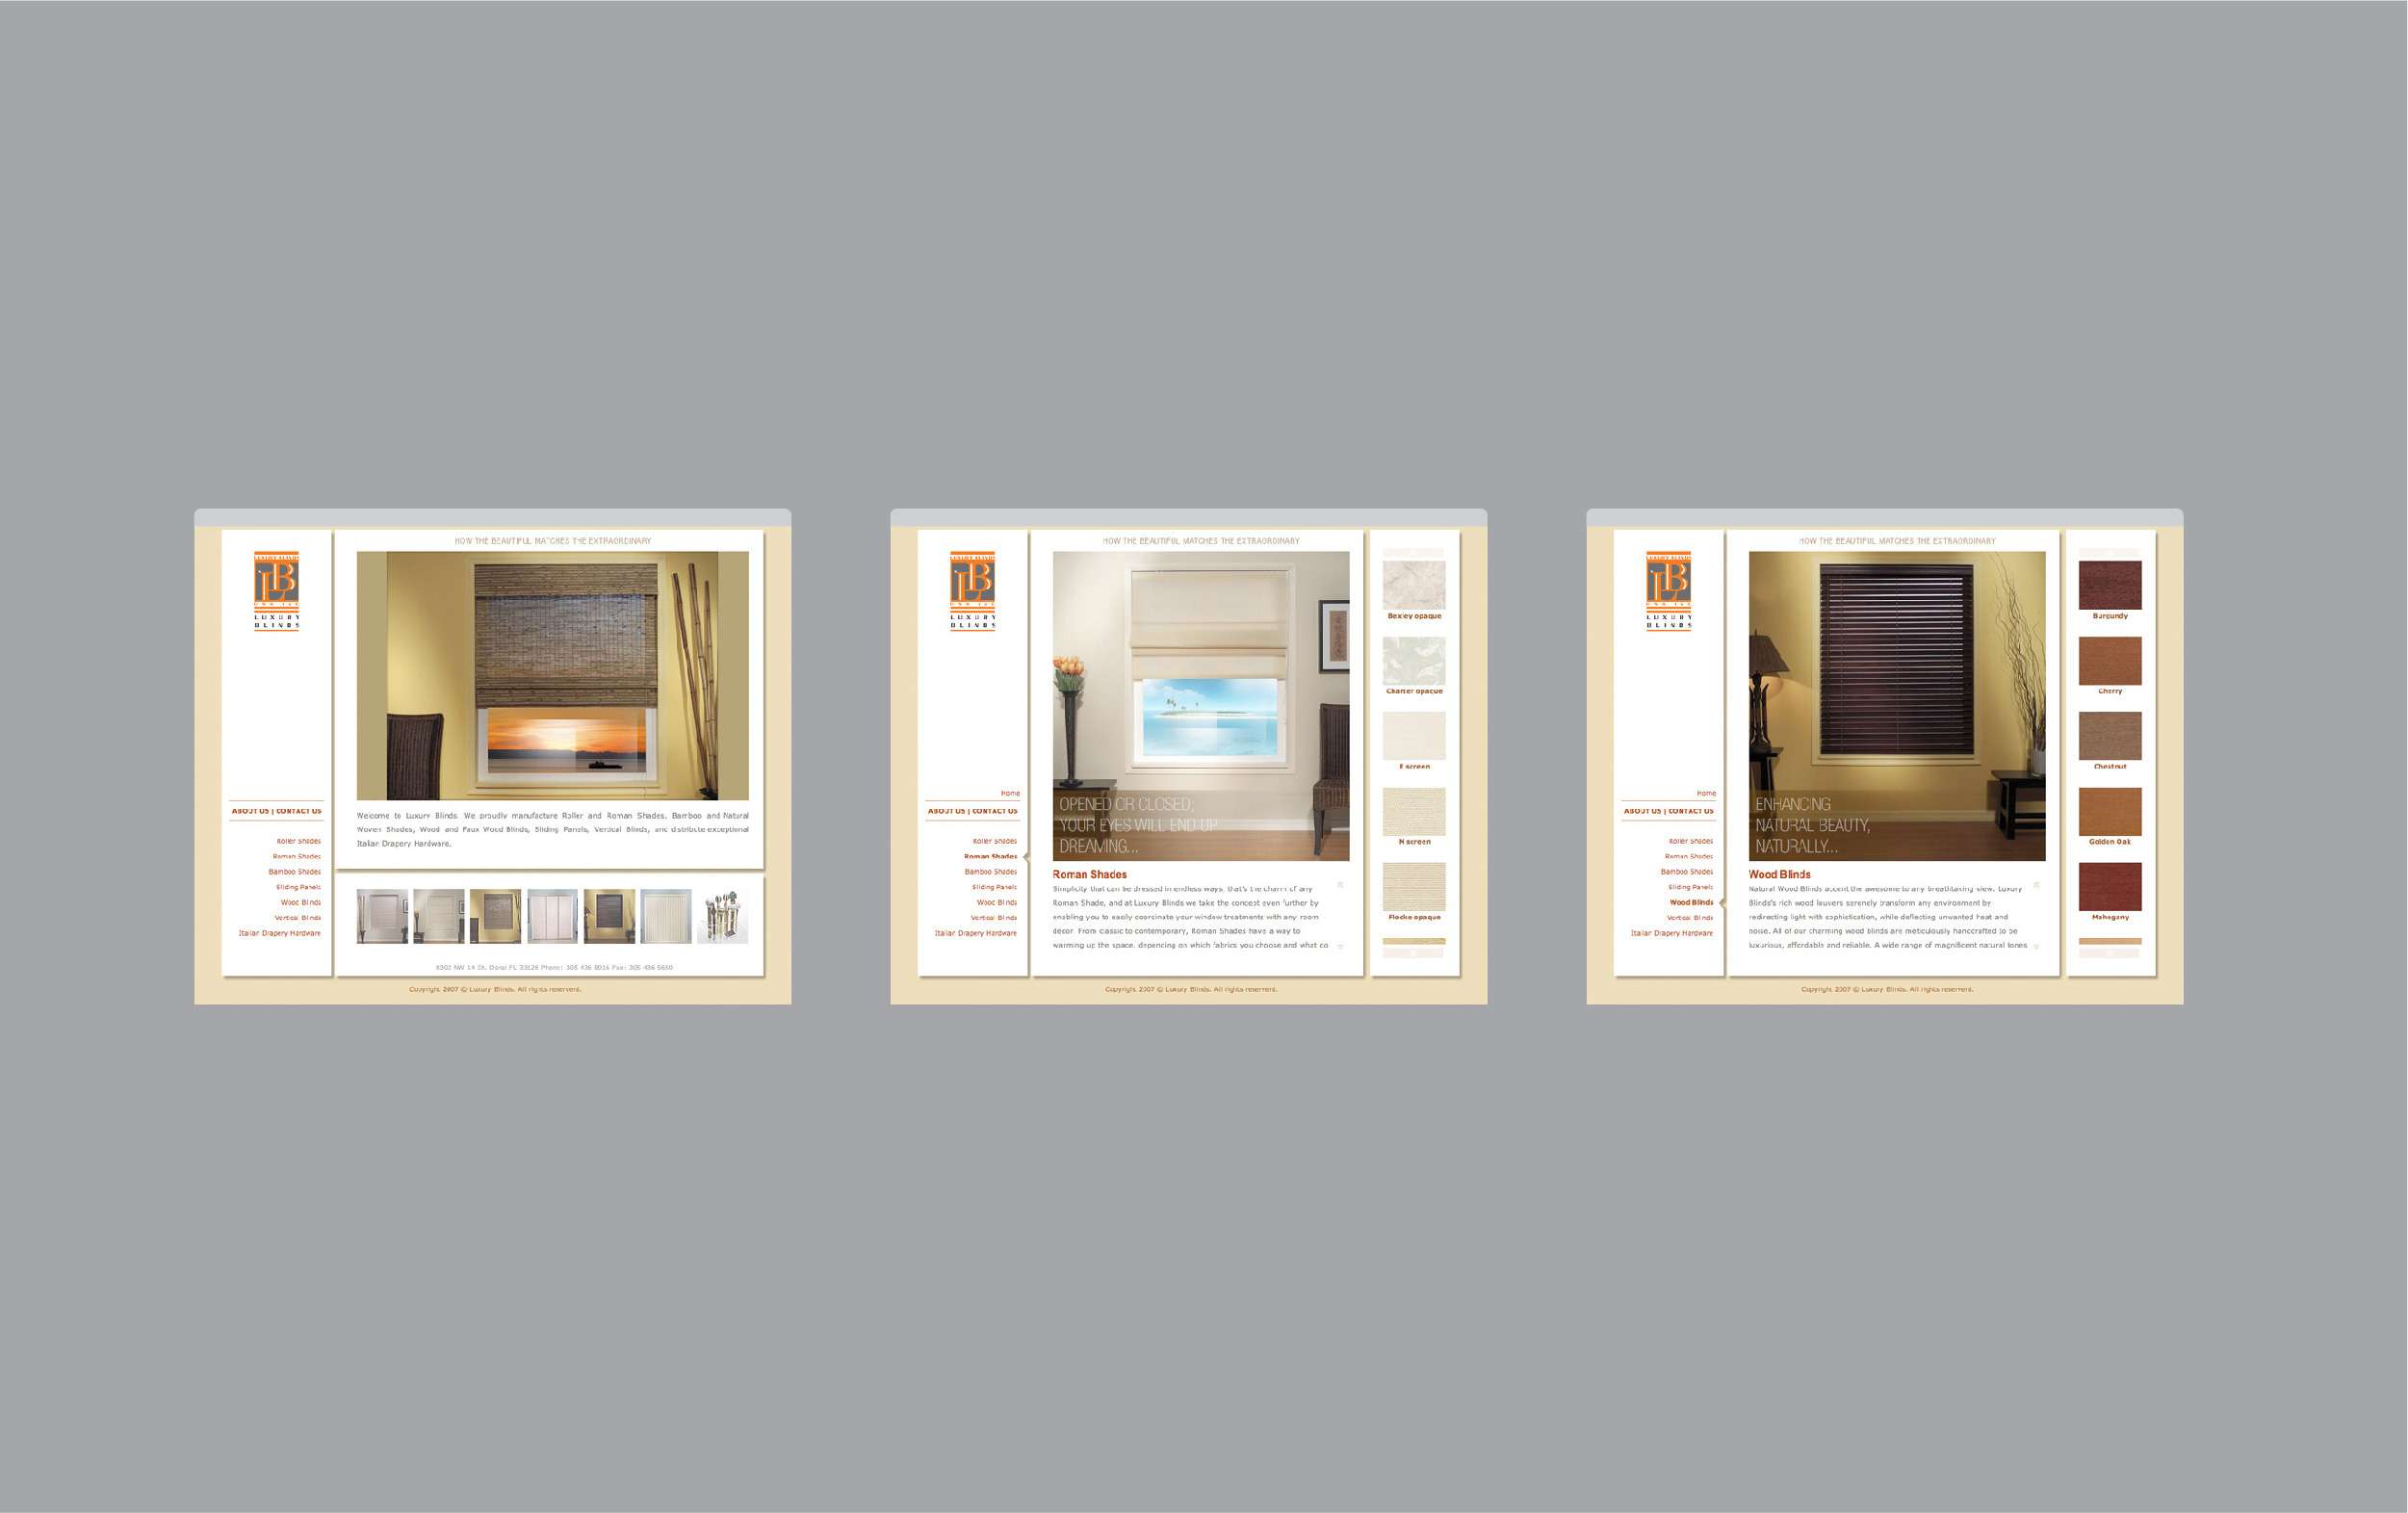 HOW THE BEAUTIFUL MATCHES THE EXTRAORDINARY
LUXURY BLINDS
LB
USA INC
LUXURY
BLINDS
ABOUT US | CONTACT US
Roller Shades
Roman Shades
Bamboo Shades
Sliding Panels
Wood Blinds
Vertical Blinds
Italian Drapery Hardware
Welcome to Luxury Blinds. We proudly manufacture Roller and Roman Shades, Bamboo and Natural
Woven Shades, Wood and Faux Wood Blinds, Sliding Panels, Vertical Blinds, and distribute exceptional
Italian Drapery Hardware.
8303 NW 14 St, Doral FL 33126 Phone: 305 436 8016 Fax: 305 436 5650
Copyright 2007 © Luxury Blinds. All rights reserved.
HOW THE BEAUTIFUL MATCHES THE EXTRAORDINARY
LUXURY BLINDS
LB
USA INC
LUXURY
BLINDS
Home
ABOUT US | CONTACT US
Roller Shades
Roman Shades
Bamboo Shades
Sliding Panels
Wood Blinds
Vertical Blinds
Italian Drapery Hardware
OPENED OR CLOSED;
YOUR EYES WILL END UP
DREAMING...
Roman Shades
Simplicity that can be dressed in endless ways, that's the charm of any
Roman Shade, and at Luxury Blinds we take the concept even further by
enabling you to easily coordinate your window treatments with any room
décor. From classic to contemporary, Roman Shades have a way to
warming up the space, depending on which fabrics you choose and what co
Bexley opaque
Charter opaque
E screen
M screen
Flocke opaque
Copyright 2007 © Luxury Blinds. All rights reserved.
HOW THE BEAUTIFUL MATCHES THE EXTRAORDINARY
LUXURY BLINDS
LB
USA INC
LUXURY
BLINDS
Home
ABOUT US | CONTACT US
Roller Shades
Roman Shades
Bamboo Shades
Sliding Panels
Wood Blinds
Vertical Blinds
Italian Drapery Hardware
ENHANCING
NATURAL BEAUTY,
NATURALLY...
Wood Blinds
Natural Wood Blinds accent the awesome to any breathtaking view. Luxury
Blinds's rich wood louvers serenely transform any environment by
redirecting light with sophistication, while deflecting unwanted heat and
noise. All of our charming wood blinds are meticulously handcrafted to be
luxurious, affordable and reliable. A wide range of magnificent natural tones
Burgundy
Cherry
Chestnut
Golden Oak
Mahogany
Copyright 2007 © Luxury Blinds. All rights reserved.